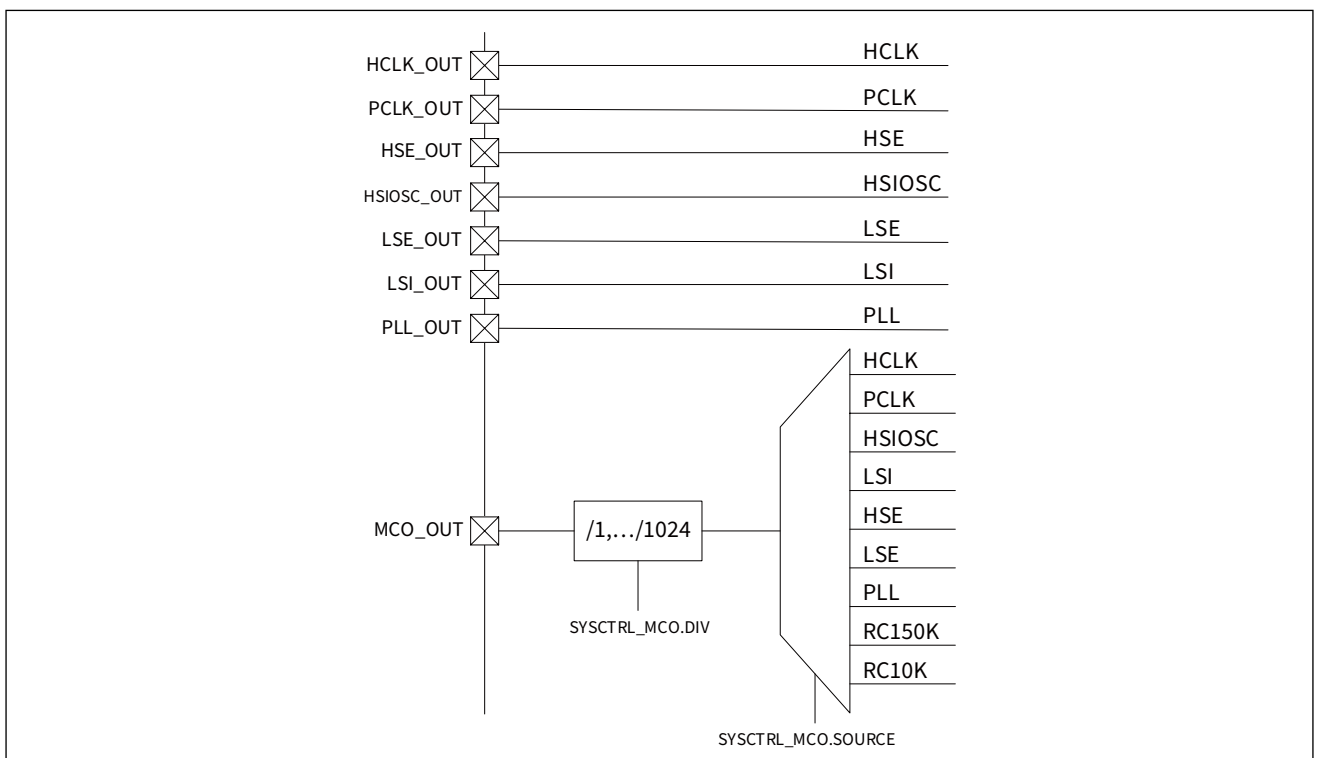 HCLK_OUT HCLK
PCLK_OUT PCLK
HSE_OUT HSE
HSIOSC_OUT HSIOSC
LSE_OUT LSE
LSI_OUT LSI
PLL_OUT PLL
HCLK
PCLK
HSIOSC
LSI
HSE
MCO_OUT /1,.../1024
LSE
PLL
SYSCTRL_MCO.DIV
RC150K
RC10K
SYSCTRL_MCO.SOURCE